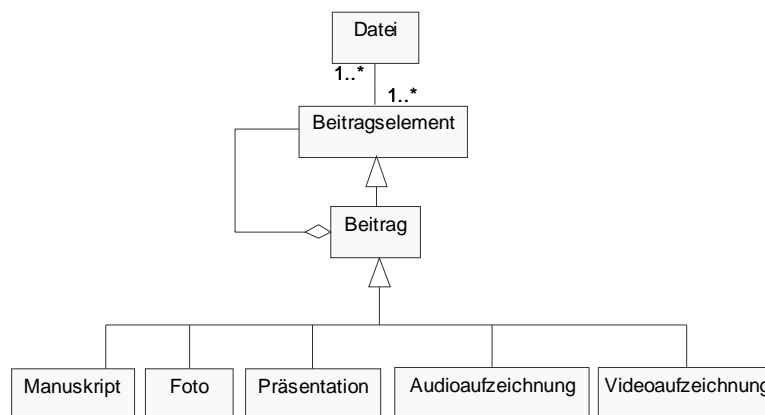 Datei
1..*
1..*
Beitragselement
Beitrag
Manuskript
Foto
Präsentation
Audioaufzeichnung
Videoaufzeichnung